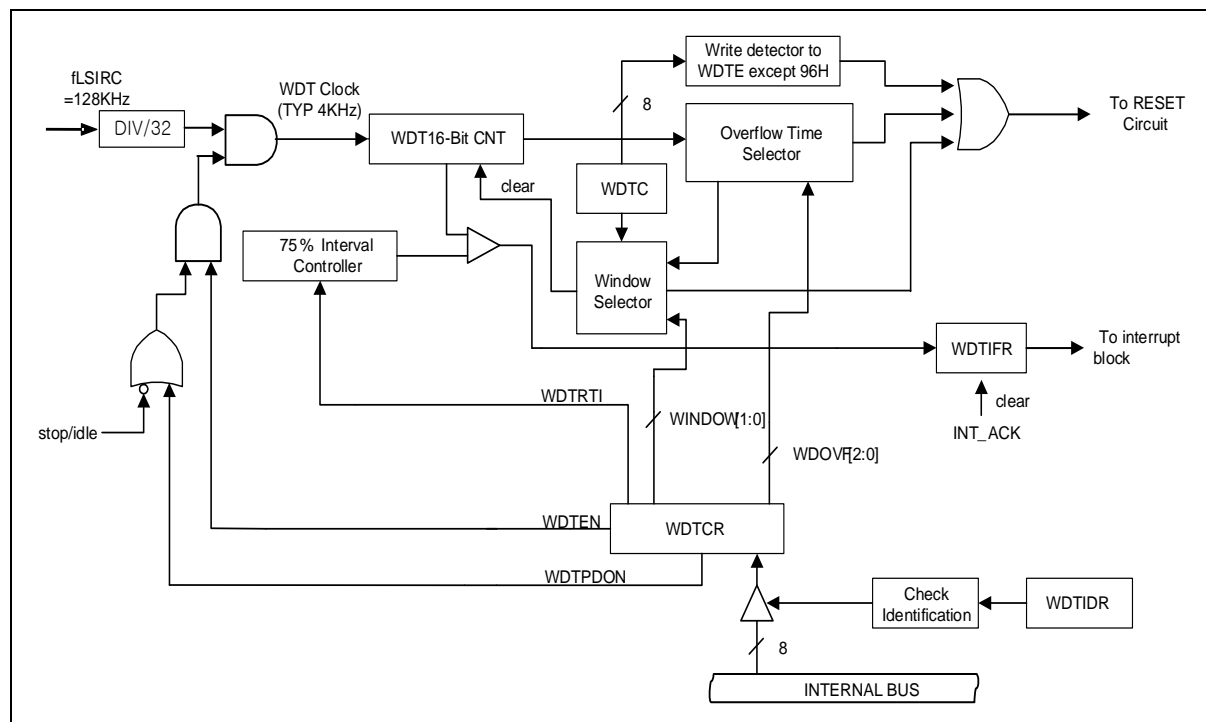 Write detector to
WDTE except 96H
fLSIRC
=128KHz
DIV/32
WDT Clock
(TYP 4KHz)
8
To RESET
Circuit
WDT16-Bit CNT
Overflow Time
Selector
clear
WDTC
75% Interval
Controller
Window
Selector
WDTIFR
To interrupt
block
clear
INT_ACK
stop/idle
WDTRTI
WINDOW[1:0]
WDOVF[2:0]
WDTEN
WDTCR
WDTPDON
Check
Identification
WDTIDR
8
INTERNAL BUS